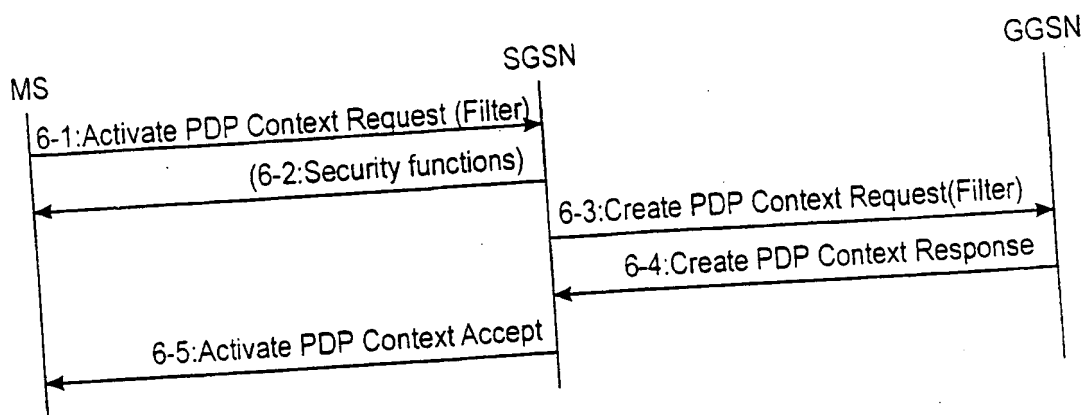 MS
SGSN
GGSN
6-1:Activate PDP Context Request (Filter)
(6-2:Security functions)
6-3:Create PDP Context Request(Filter)
6-4:Create PDP Context Response
6-5:Activate PDP Context Accept